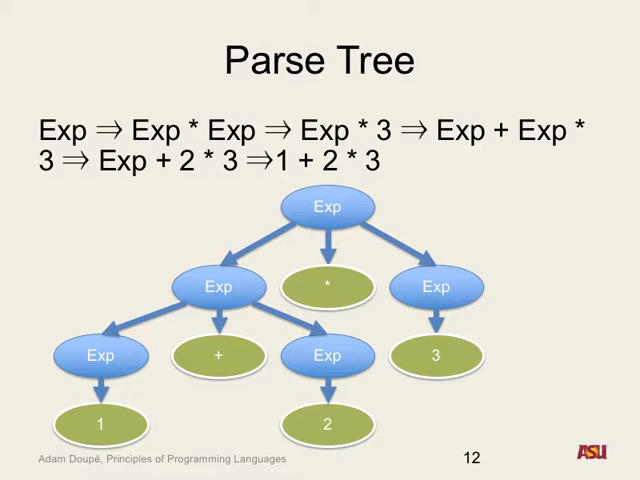 Parse Tree
Exp ⇒ Exp * Exp ⇒ Exp * 3 ⇒ Exp + Exp *
3 ⇒ Exp + 2 * 3 ⇒1 + 2 * 3
Exp
Exp * Exp
Exp + Exp 3
1 2
Adam Doupé, Principles of Programming Languages 12 ASU